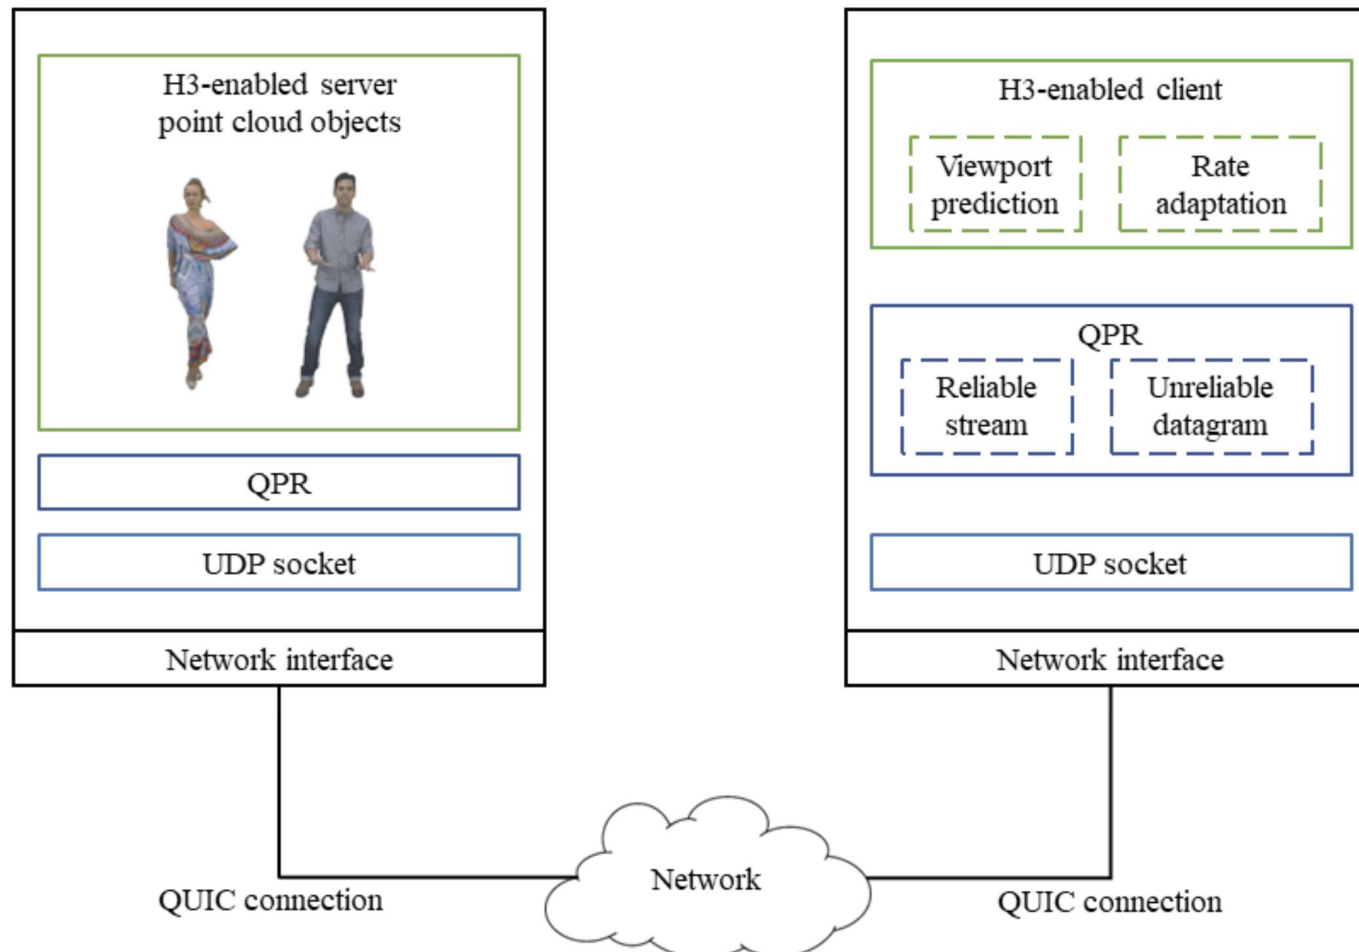 H3-enabled server
point cloud objects
QPR
UDP socket
Network interface
QUIC connection
H3-enabled client
Viewport
prediction
Rate
adaptation
QPR
Reliable
stream
Unreliable
datagram
UDP socket
Network interface
QUIC connection
Network